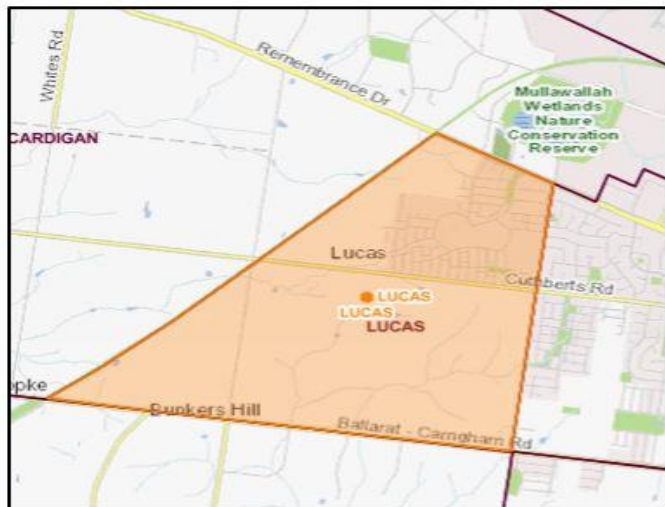 Whites Rd
Remembrance Dr
Mullawallah
Wetlands
Nature
Conservation
Reserve
CARDIGAN
Lucas
Cuthberts Rd
LUCAS
LUCAS
LUCAS
opke
Bunkers Hill
Ballarat - Carngham Rd